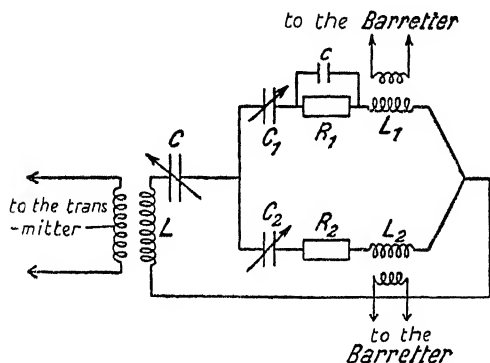 to the Barretter
c
C
C₁
R₁
L₁
to the trans
-mitter
L
C₂
R₂
L₂
to the
Barretter